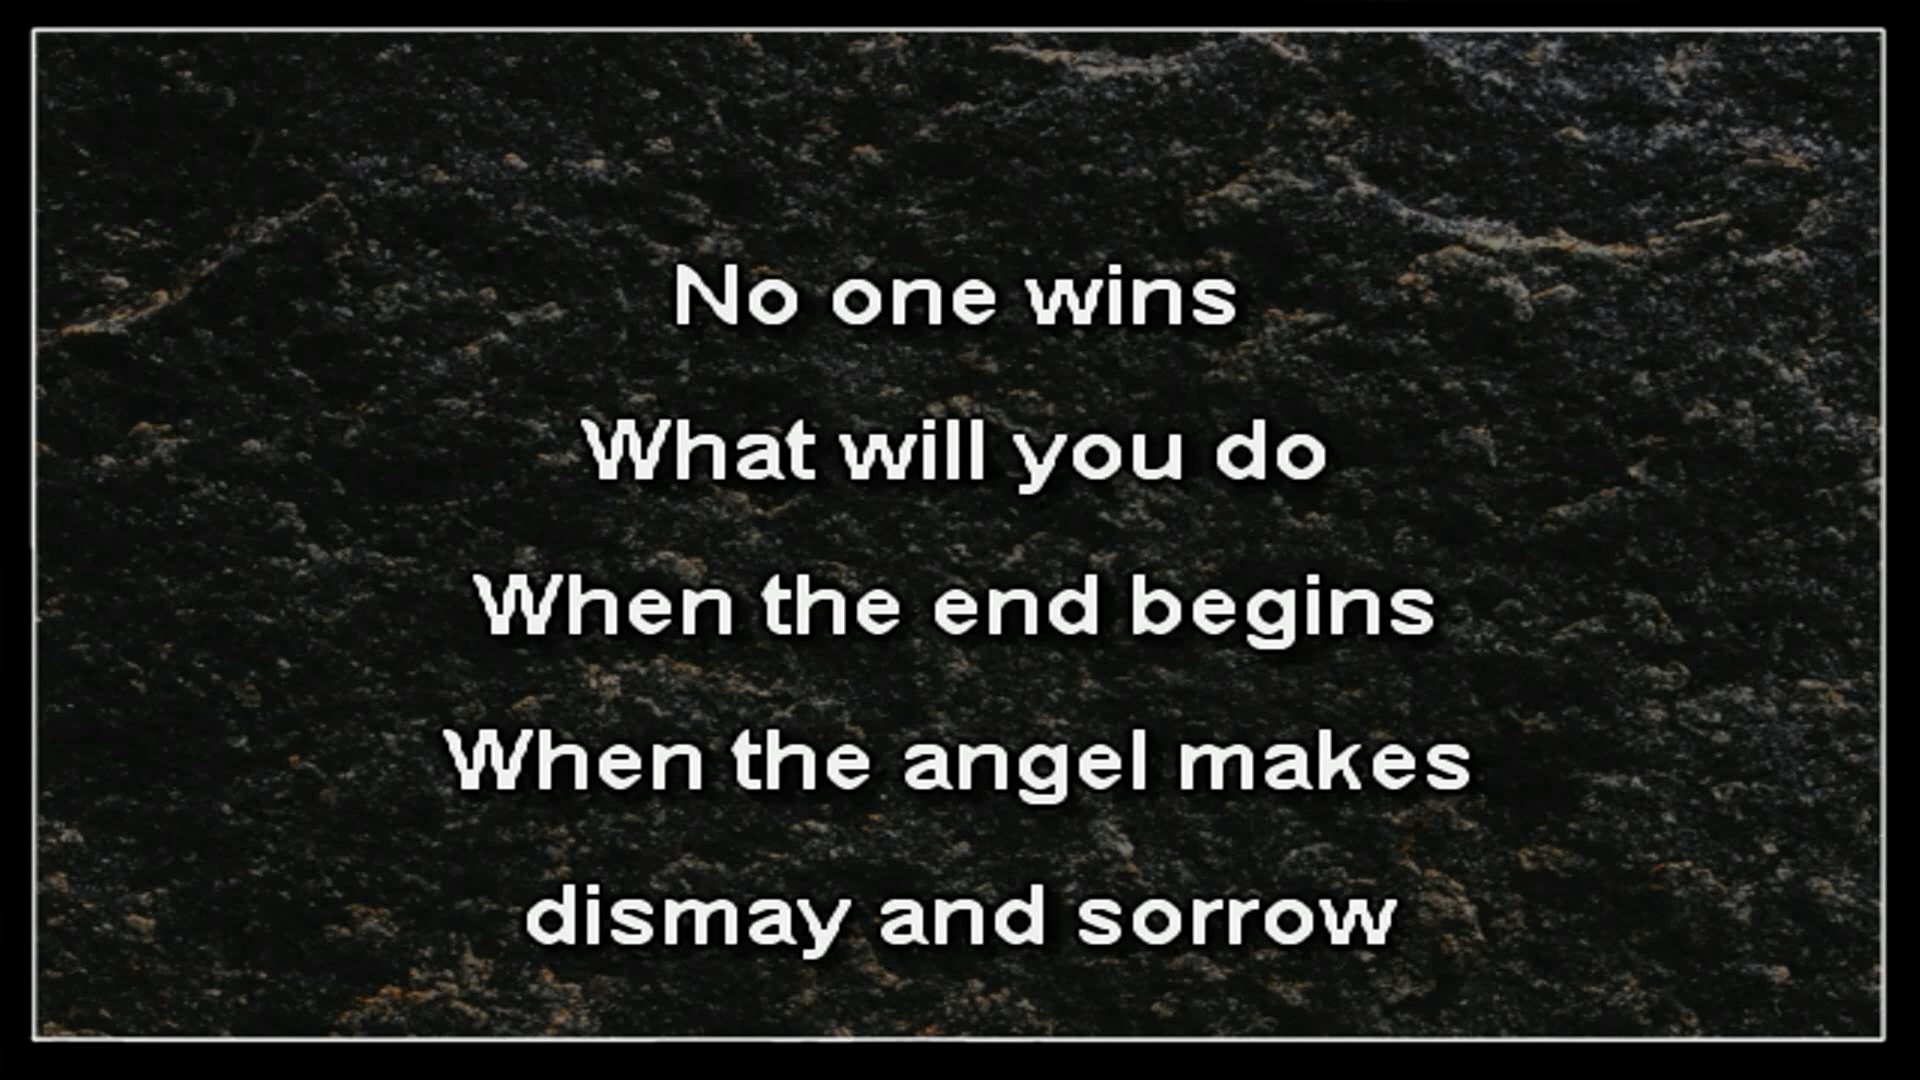 No one wins
What will you do
When the end begins
When the angel makes
dismay and sorrow